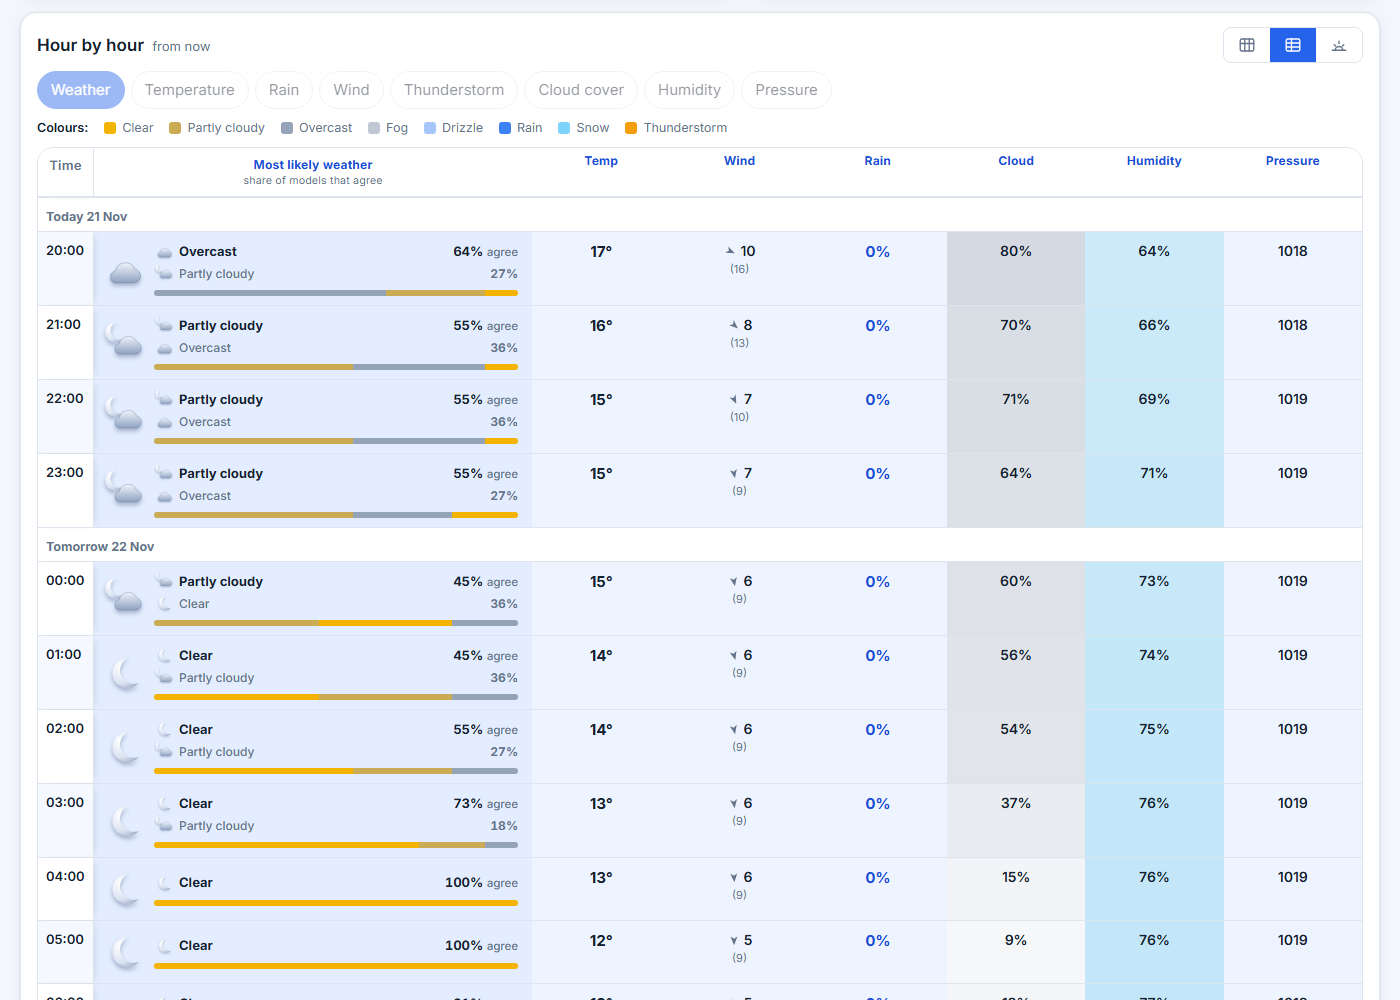 Hour by hour from now
Weather Temperature Rain Wind Thunderstorm Cloud cover Humidity Pressure
Colours: Clear Partly cloudy Overcast Fog Drizzle Rain Snow Thunderstorm
Time Most likely weather Temp Wind Rain Cloud Humidity Pressure
share of models that agree
Today 21 Nov
20:00 Overcast 64% agree 17° 10 0% 80% 64% 1018
Partly cloudy 27% (16)
21:00 Partly cloudy 55% agree 16° 8 0% 70% 66% 1018
Overcast 36% (13)
22:00 Partly cloudy 55% agree 15° 7 0% 71% 69% 1019
Overcast 36% (10)
23:00 Partly cloudy 55% agree 15° 7 0% 64% 71% 1019
Overcast 27% (9)
Tomorrow 22 Nov
00:00 Partly cloudy 45% agree 15° 6 0% 60% 73% 1019
Clear 36% (9)
01:00 Clear 45% agree 14° 6 0% 56% 74% 1019
Partly cloudy 36% (9)
02:00 Clear 55% agree 14° 6 0% 54% 75% 1019
Partly cloudy 27% (9)
03:00 Clear 73% agree 13° 6 0% 37% 76% 1019
Partly cloudy 18% (9)
04:00 Clear 100% agree 13° 6 0% 15% 76% 1019
(9)
05:00 Clear 100% agree 12° 5 0% 9% 76% 1019
(9)